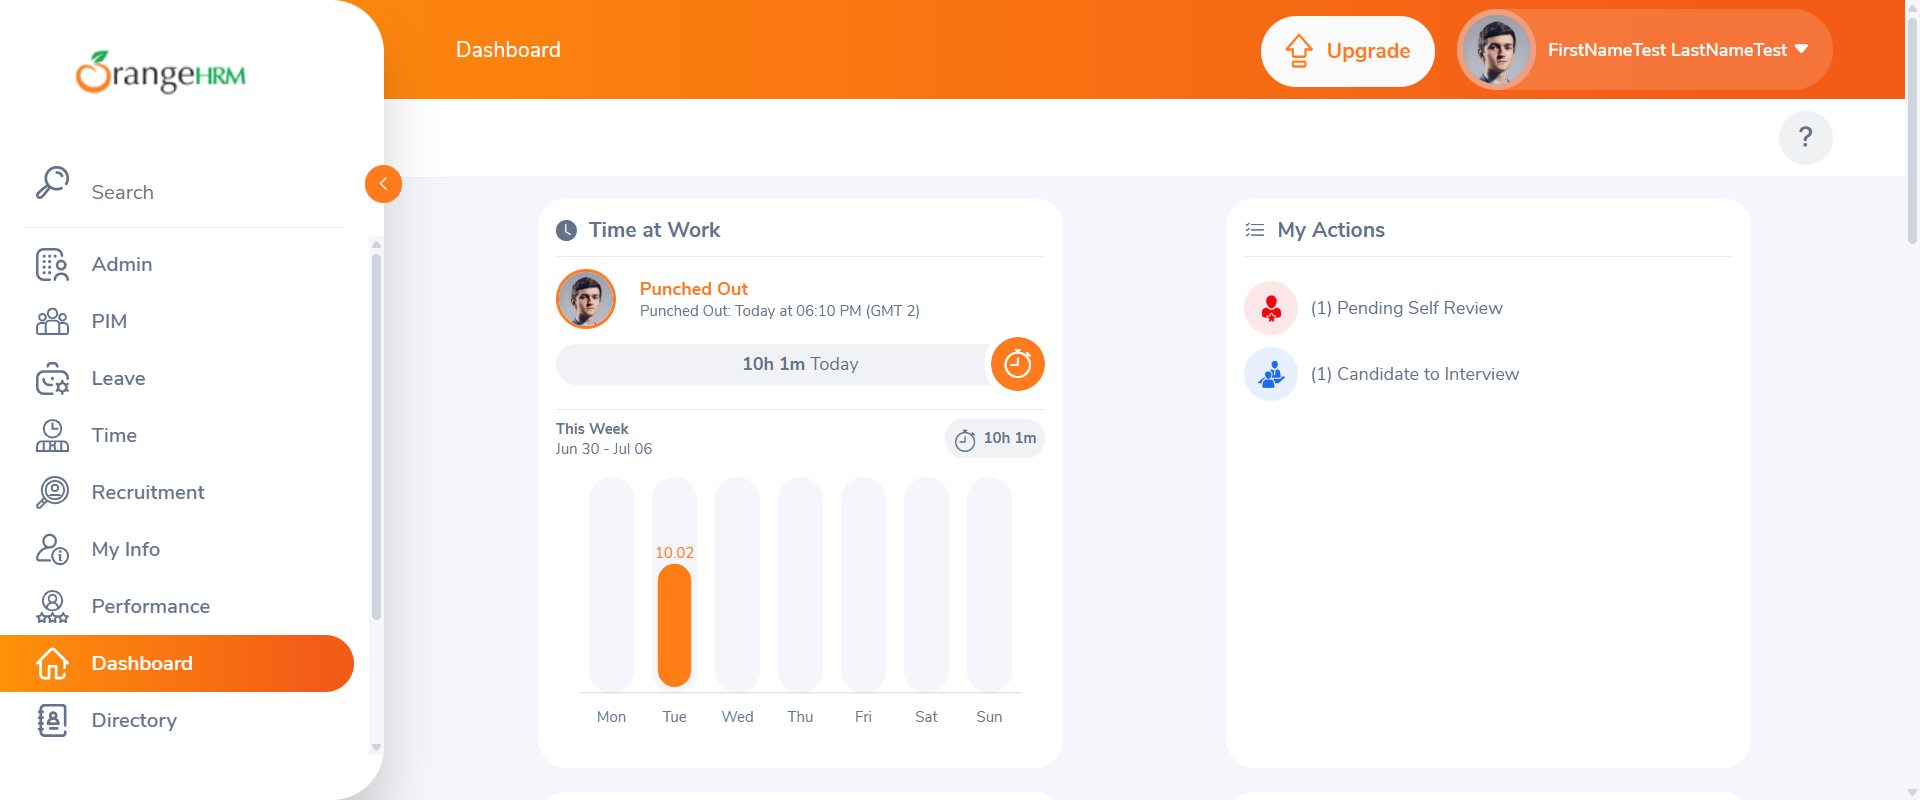 OrangeHRM
Search
Admin
PIM
Leave
Time
Recruitment
My Info
Performance
Dashboard
Directory
Dashboard
Upgrade
FirstNameTest LastNameTest
?
Time at Work
Punched Out
Punched Out: Today at 06:10 PM (GMT 2)
10h 1m Today
This Week
Jun 30 - Jul 06
10h 1m
10.02
Mon Tue Wed Thu Fri Sat Sun
My Actions
(1) Pending Self Review
(1) Candidate to Interview